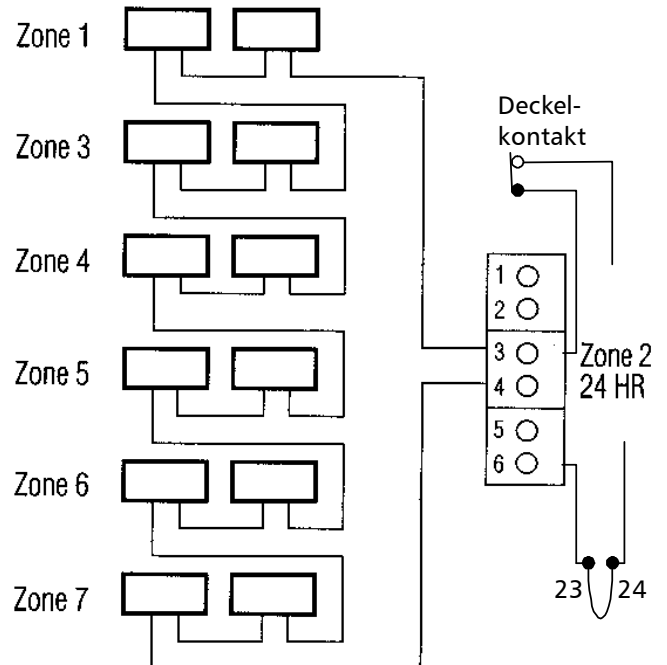 Zone 1
Zone 3
Zone 4
Zone 5
Zone 6
Zone 7
Deckel-
kontakt
1
2
3
4
5
6
Zone 2
24 HR
23 24